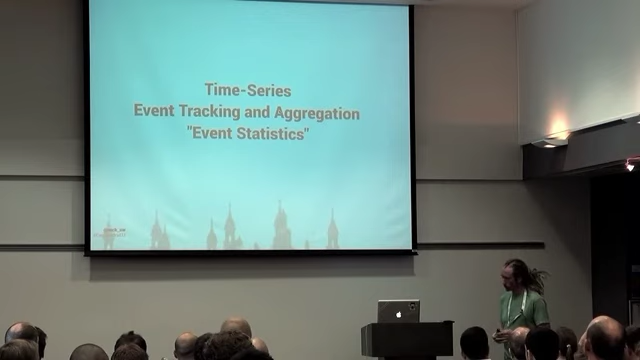 Time-Series
Event Tracking and Aggregation
"Event Statistics"